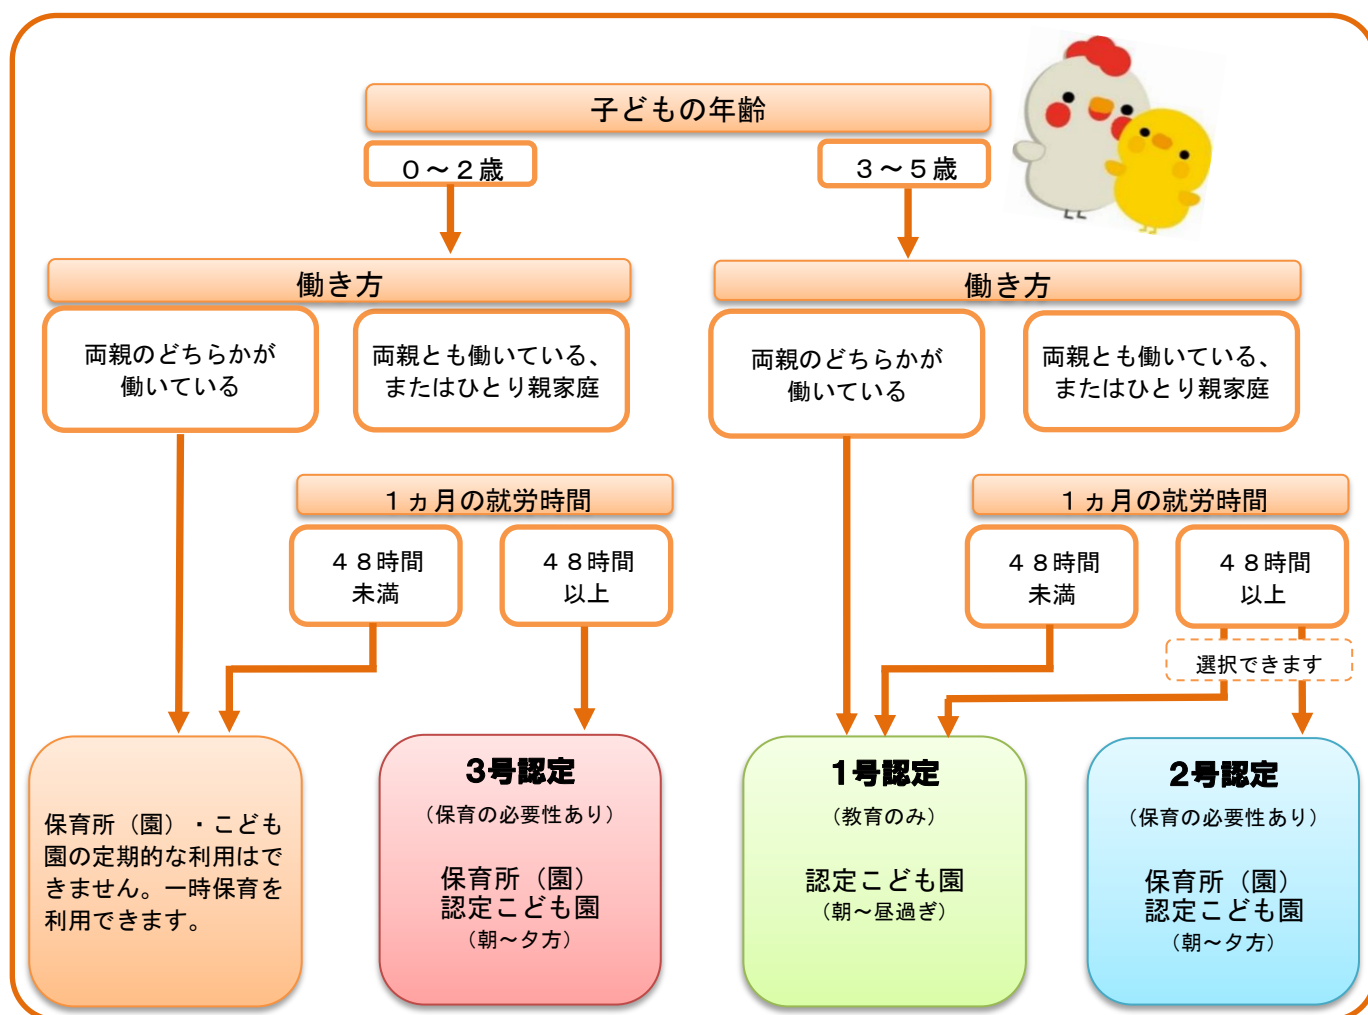 子どもの年齢
０～２歳
３～５歳
働き方
両親のどちらかが
働いている
両親とも働いている、
またはひとり親家庭
１ヵ月の就労時間
４８時間
未満
４８時間
以上
働き方
両親のどちらかが
働いている
両親とも働いている、
またはひとり親家庭
１ヵ月の就労時間
４８時間
未満
４８時間
以上
選択できます
保育所（園）・こども
園の定期的な利用はで
きません。一時保育を
利用できます。
3号認定
（保育の必要性あり）
保育所（園）
認定こども園
（朝～夕方）
1号認定
（教育のみ）
認定こども園
（朝～昼過ぎ）
2号認定
（保育の必要性あり）
保育所（園）
認定こども園
（朝～夕方）